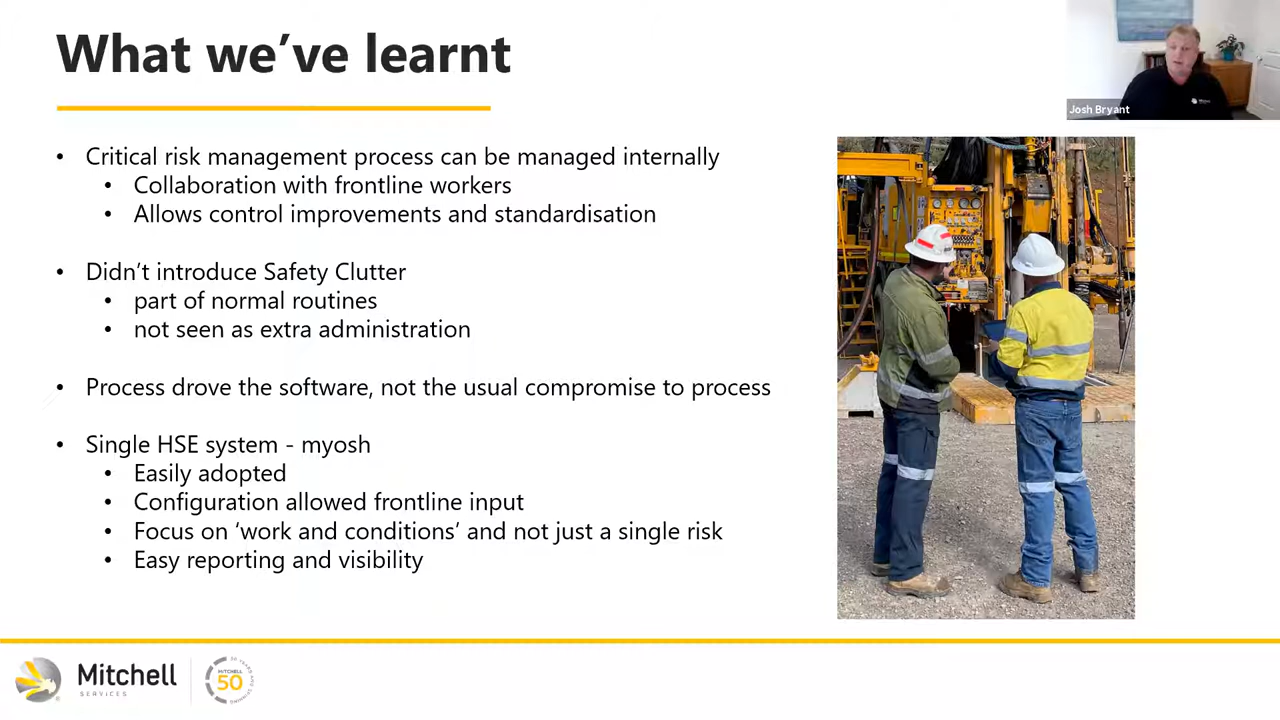 What we’ve learnt
Josh Bryant
• Critical risk management process can be managed internally
• Collaboration with frontline workers
• Allows control improvements and standardisation
• Didn’t introduce Safety Clutter
• part of normal routines
• not seen as extra administration
• Process drove the software, not the usual compromise to process
• Single HSE system - myosh
• Easily adopted
• Configuration allowed frontline input
• Focus on ‘work and conditions’ and not just a single risk
• Easy reporting and visibility
Mitchell
SERVICES
MITCHELL
50